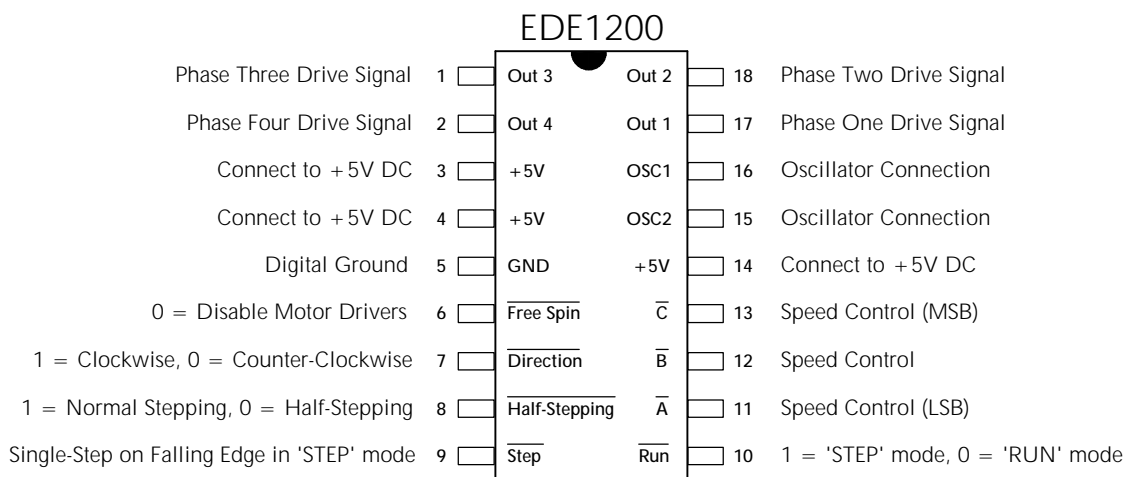 EDE1200
Phase Three Drive Signal 1 Out 3 Out 2 18 Phase Two Drive Signal
Phase Four Drive Signal 2 Out 4 Out 1 17 Phase One Drive Signal
Connect to +5V DC 3 +5V OSC1 16 Oscillator Connection
Connect to +5V DC 4 +5V OSC2 15 Oscillator Connection
Digital Ground 5 GND +5V 14 Connect to +5V DC
0 = Disable Motor Drivers 6 Free Spin C 13 Speed Control (MSB)
1 = Clockwise, 0 = Counter-Clockwise 7 Direction B 12 Speed Control
1 = Normal Stepping, 0 = Half-Stepping 8 Half-Stepping A 11 Speed Control (LSB)
Single-Step on Falling Edge in 'STEP' mode 9 Step Run 10 1 = 'STEP' mode, 0 = 'RUN' mode